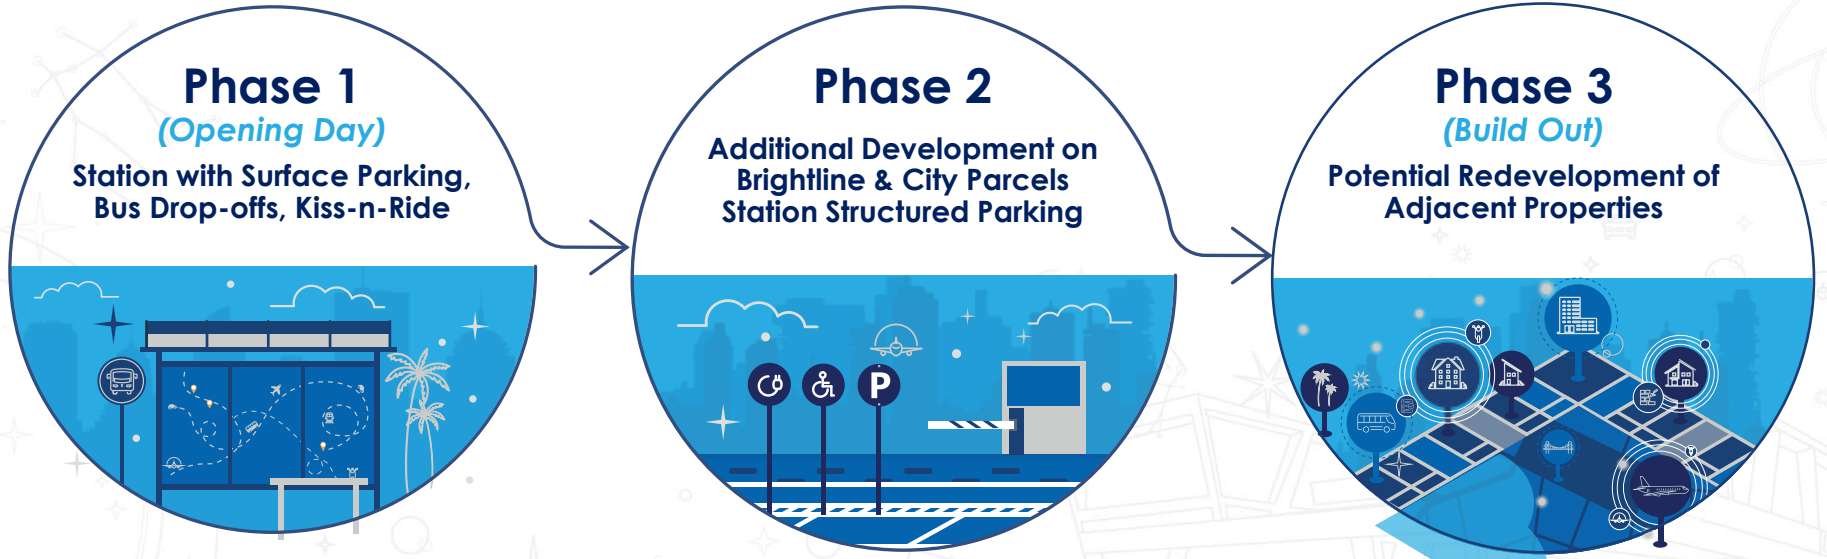 Phase 1
(Opening Day)
Station with Surface Parking,
Bus Drop-offs, Kiss-n-Ride
Phase 2
Additional Development on
Brightline & City Parcels
Station Structured Parking
P
Phase 3
(Build Out)
Potential Redevelopment of
Adjacent Properties